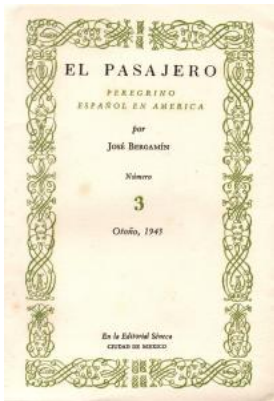 EL PASAJERO
PEREGRINO
ESPAÑOL EN AMERICA
por
JOSÉ BERGAMÍN
Número
3
Otoño, 1943
En la Editorial Séneca
CIUDAD DE MEXICO